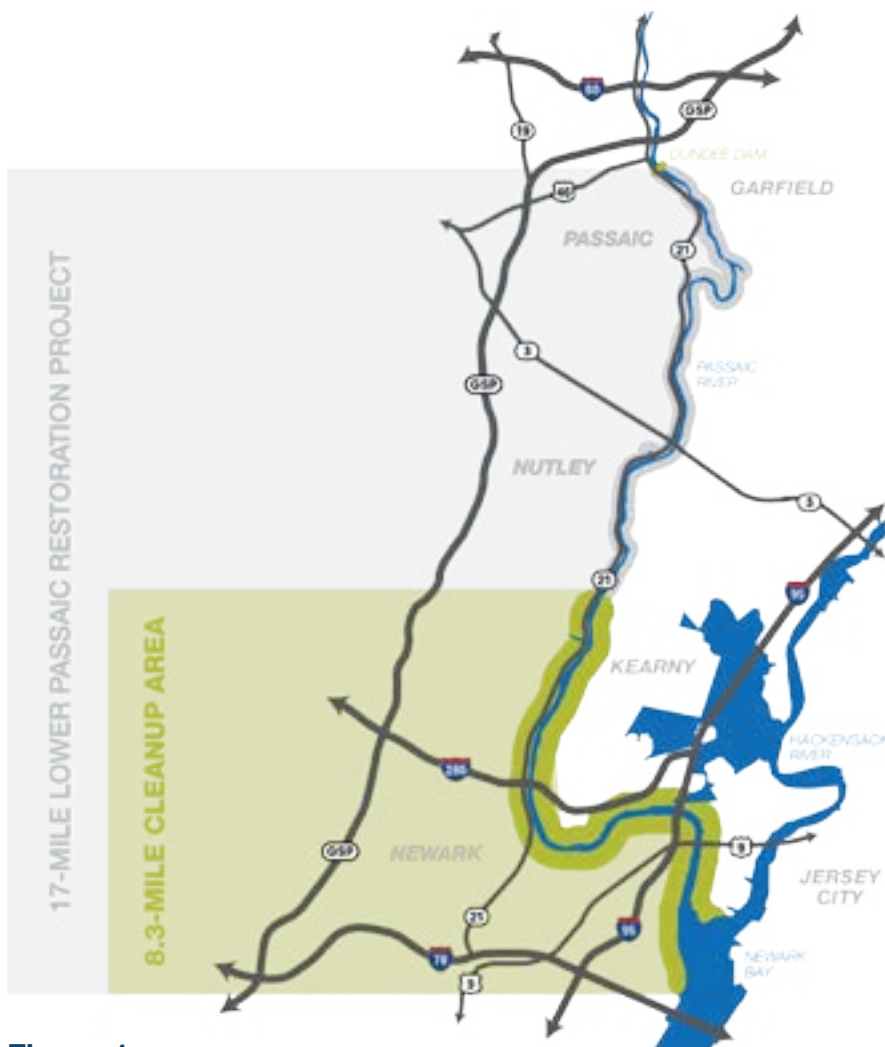 80
GSP
19
DUNDEE DAM
GARFIELD
46
PASSAIC
21
3
PASSAIC
RIVER
GSP
NUTLEY
3
21
95
KEARNY
HACKENSACK
RIVER
280
GSP
NEWARK
9
JERSEY
CITY
21
95
78
NEWARK
BAY
17-MILE LOWER PASSAIC RESTORATION PROJECT
8.3-MILE CLEANUP AREA